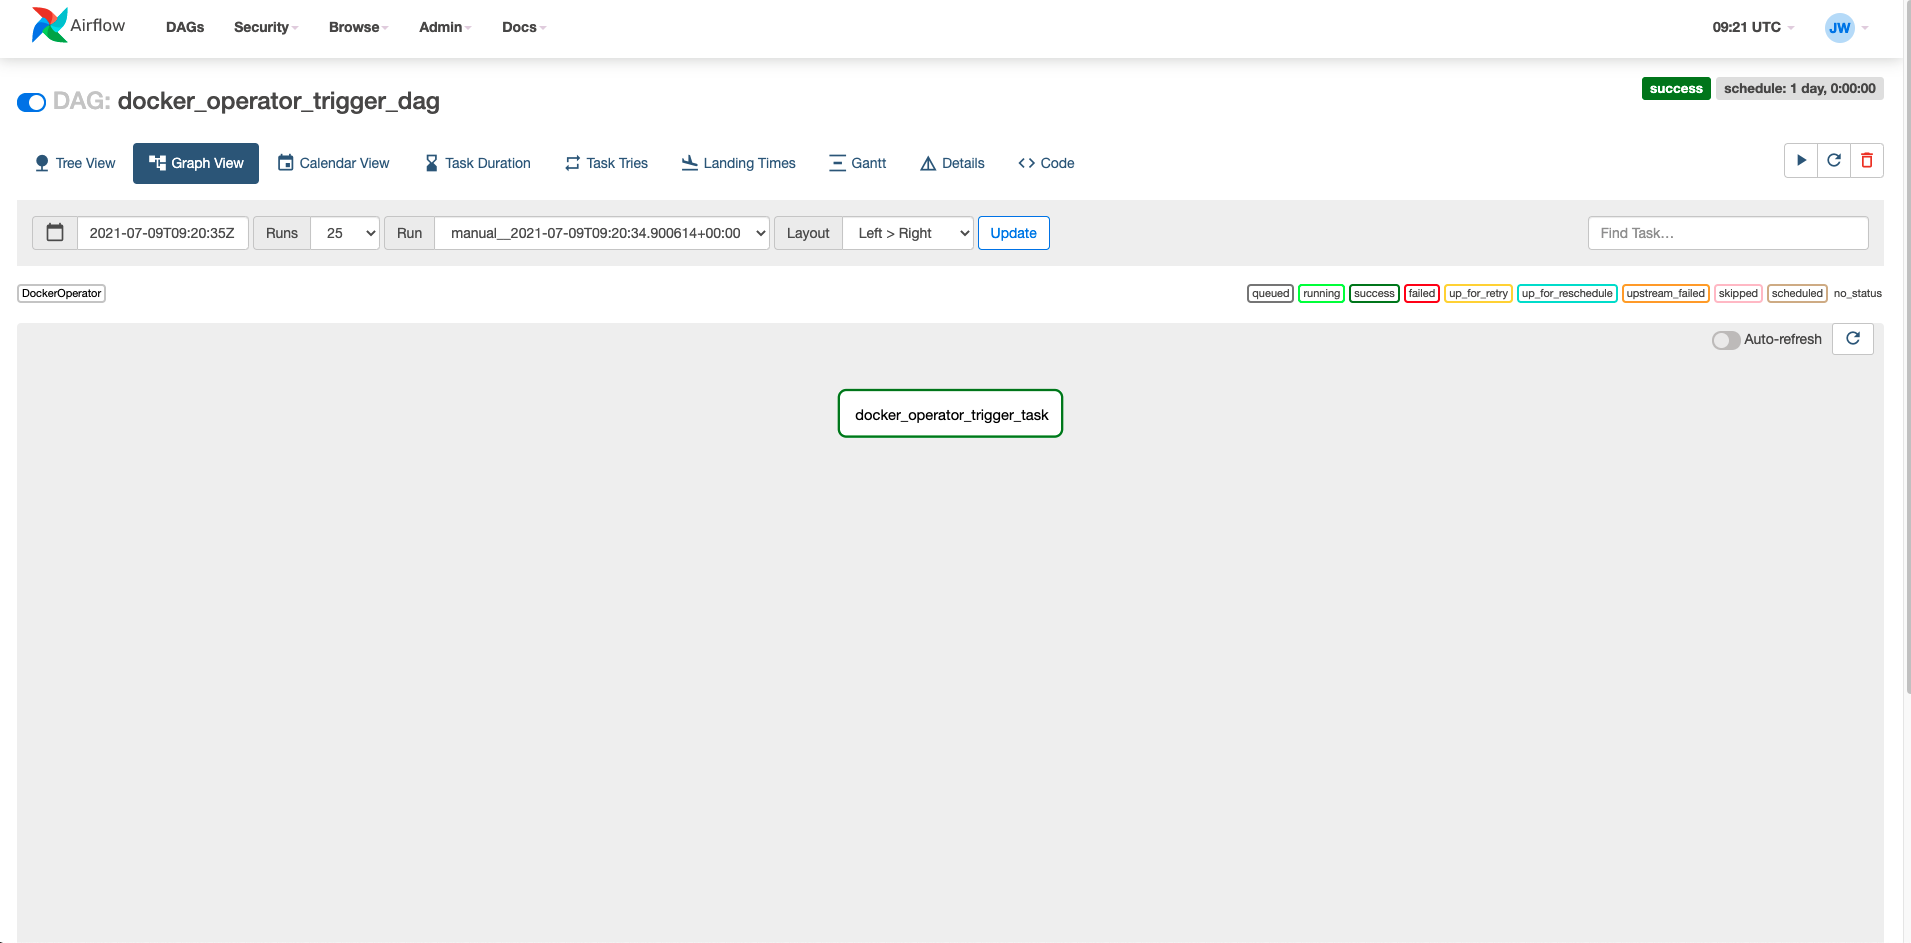 Airflow DAGs Security Browse Admin Docs 09:21 UTC JW
DAG: docker_operator_trigger_dag success schedule: 1 day, 0:00:00
Tree View Graph View Calendar View Task Duration Task Tries Landing Times Gantt Details Code
2021-07-09T09:20:35Z Runs 25 Run manual__2021-07-09T09:20:34.900614+00:00 Layout Left > Right Update Find Task...
DockerOperator queued running success failed up_for_retry up_for_reschedule upstream_failed skipped scheduled no_status
Auto-refresh
docker_operator_trigger_task